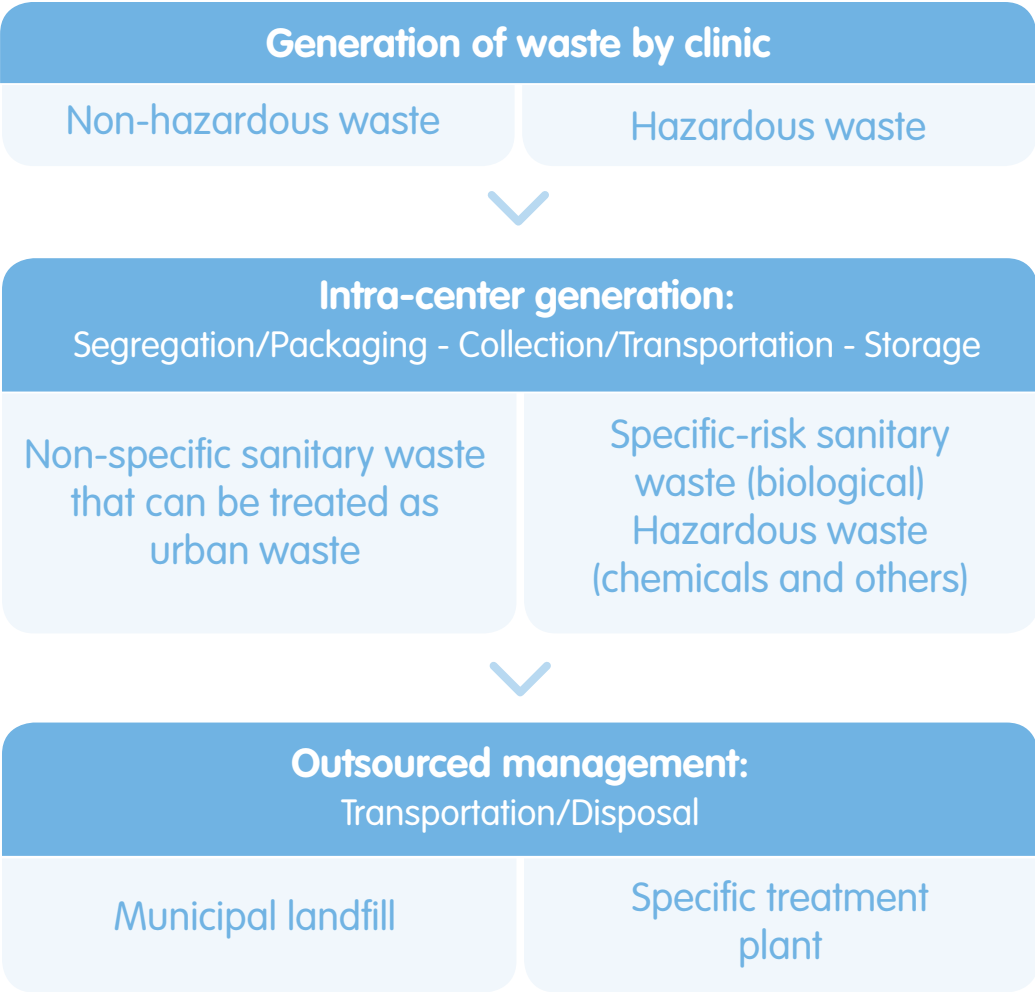 Generation of waste by clinic
Non-hazardous waste
Hazardous waste
Intra-center generation:
Segregation/Packaging - Collection/Transportation - Storage
Non-specific sanitary waste
that can be treated as
urban waste
Specific-risk sanitary
waste (biological)
Hazardous waste
(chemicals and others)
Outsourced management:
Transportation/Disposal
Municipal landfill
Specific treatment
plant